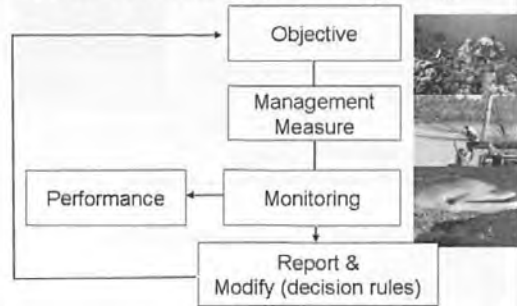 Objective
Management
Measure
Performance
Monitoring
Report &
Modify (decision rules)